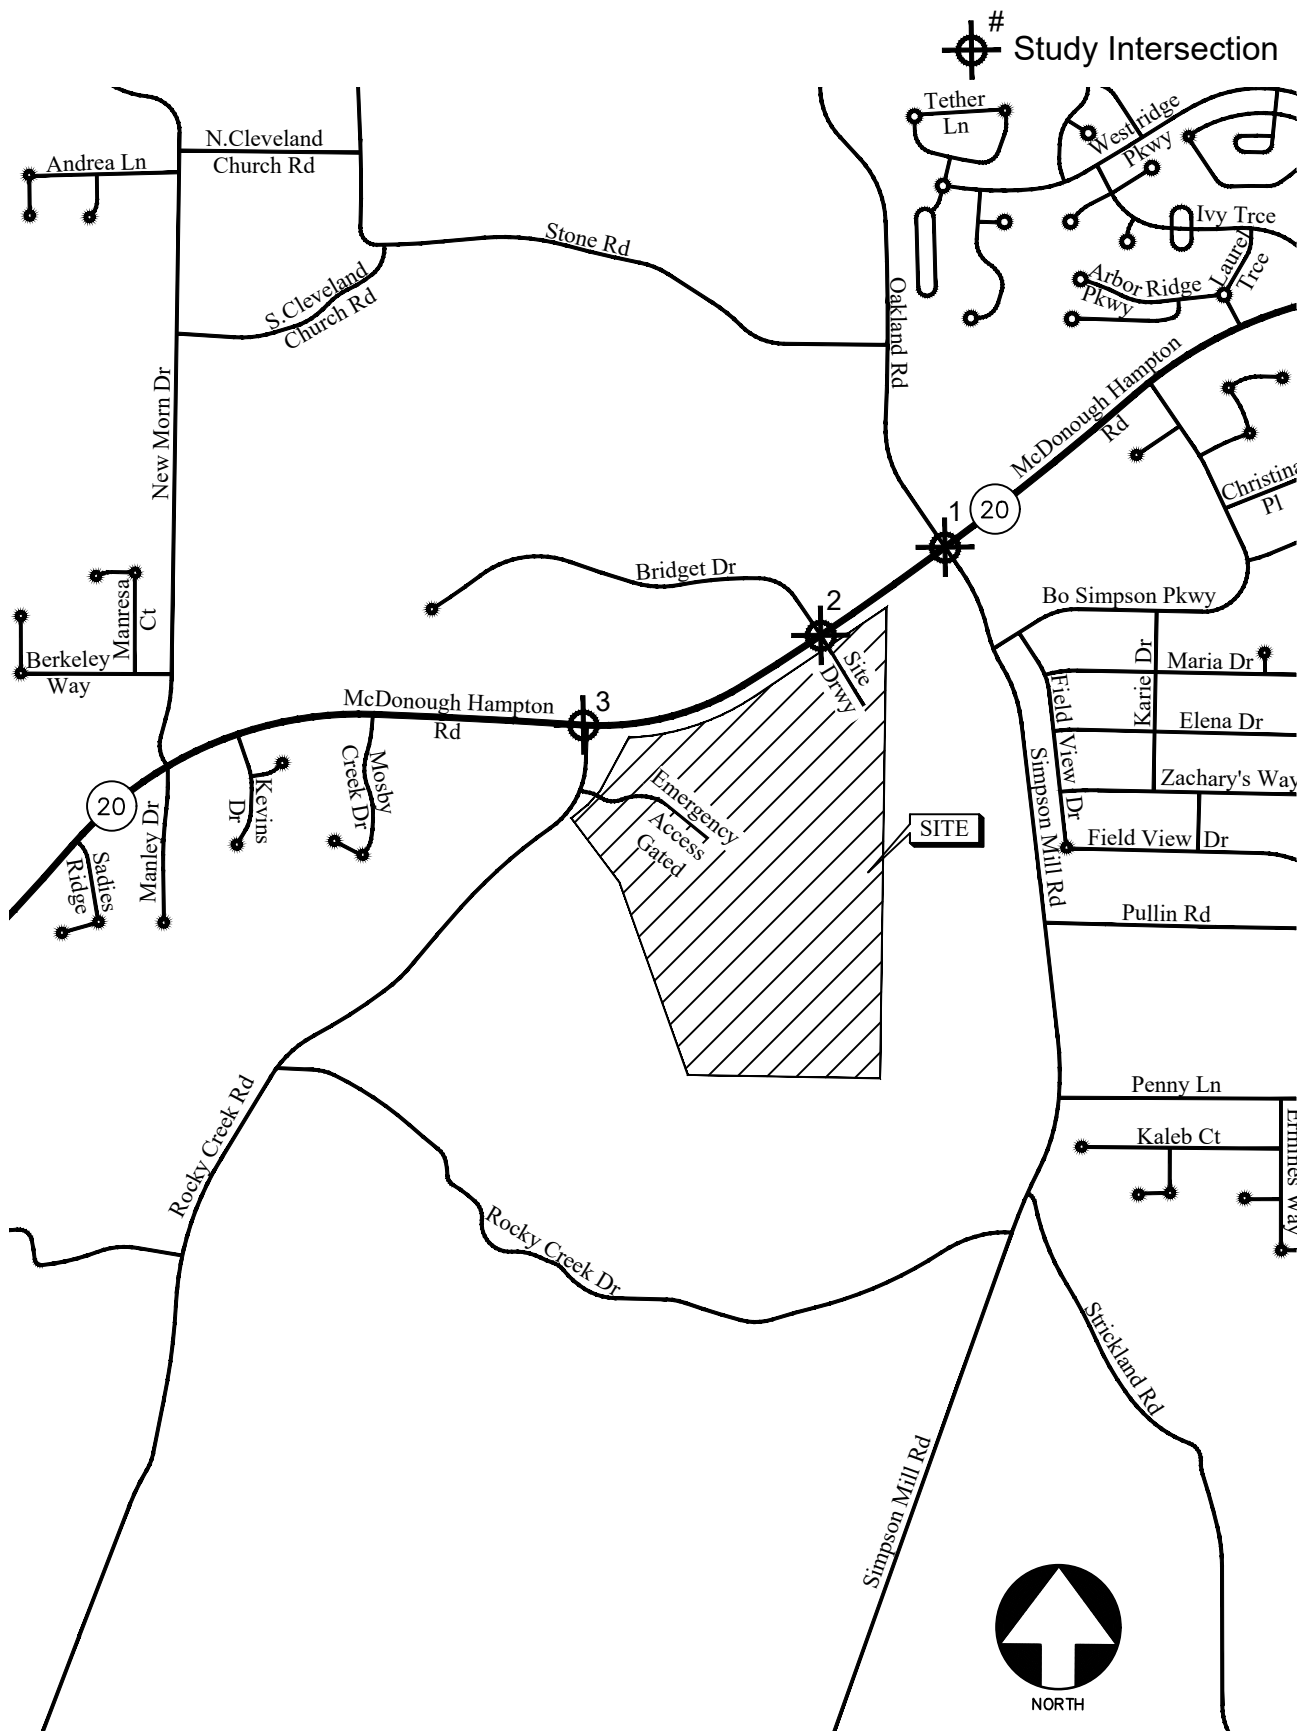 #
Study Intersection
Tether
Ln
Westridge
Pkwy
N.Cleveland
Church Rd
Andrea Ln
Ivy Trce
Stone Rd
Laurel
Trce
S.Cleveland
Church Rd
Arbor Ridge
Pkwy
Oakland Rd
New Morn Dr
McDonough Hampton
Rd
Christina
Pl
1
20
Bridget Dr
Manresa
Ct
2
Bo Simpson Pkwy
Berkeley
Way
Site
Drwy
Karie Dr
Maria Dr
McDonough Hampton
Rd
3
Field View Dr
Elena Dr
Mosby
Creek Dr
Zachary's Way
20
Kevins
Dr
Manley Dr
Emergency
Access
Gated
SITE
Simpson Mill Rd
Field View Dr
Sadies
Ridge
Pullin Rd
Penny Ln
Rocky Creek Rd
Kaleb Ct
Rocky Creek Dr
Strickland Rd
Simpson Mill Rd
NORTH